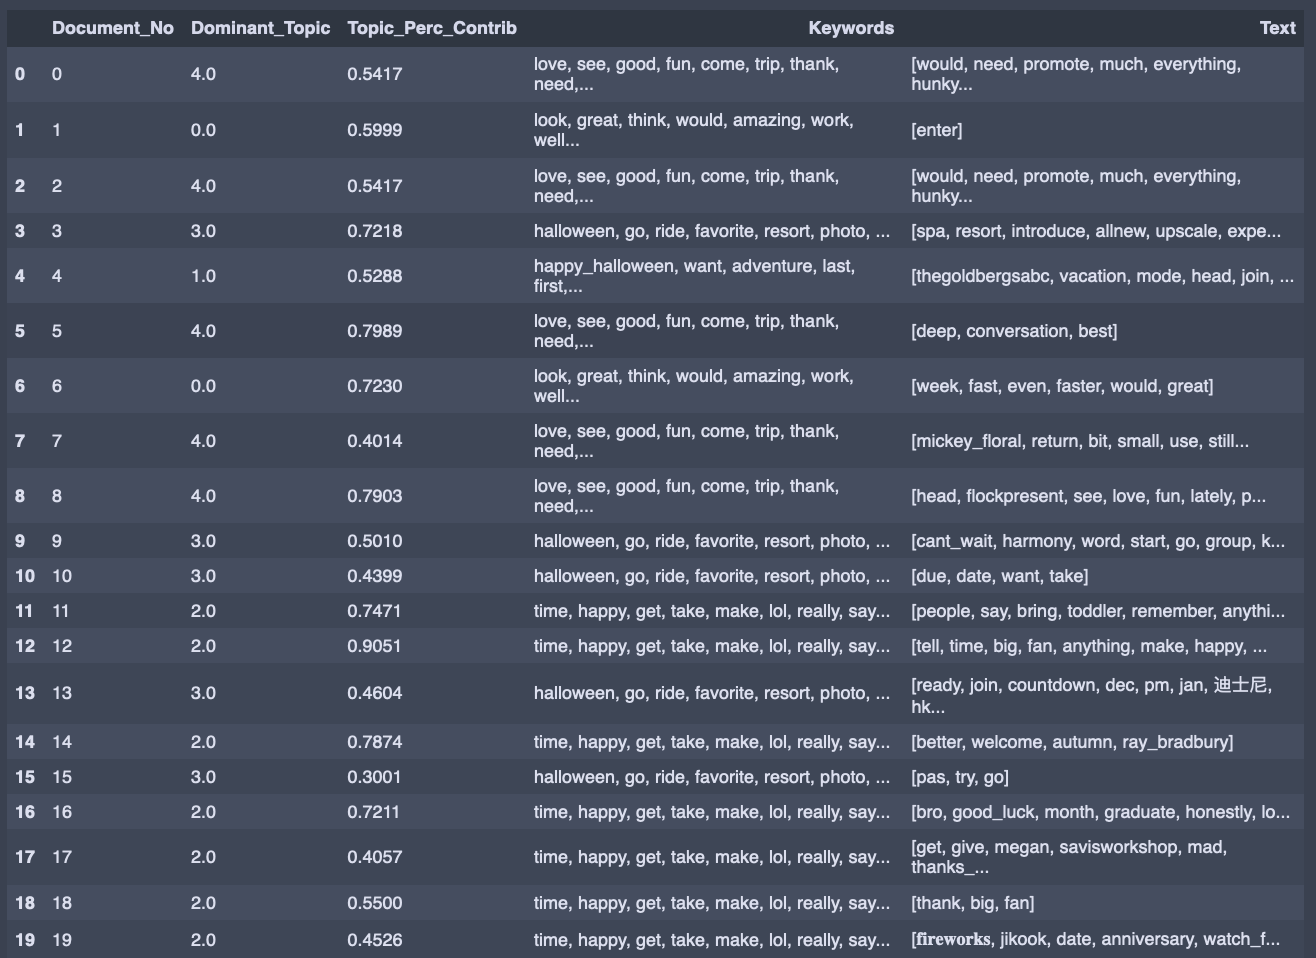 Document_No Dominant_Topic Topic_Perc_Contrib Keywords Text
0 0 4.0 0.5417 love, see, good, fun, come, trip, thank, need,... [would, need, promote, much, everything, hunky...
1 1 0.0 0.5999 look, great, think, would, amazing, work, well... [enter]
2 2 4.0 0.5417 love, see, good, fun, come, trip, thank, need,... [would, need, promote, much, everything, hunky...
3 3 3.0 0.7218 halloween, go, ride, favorite, resort, photo, ... [spa, resort, introduce, allnew, upscale, expe...
4 4 1.0 0.5288 happy_halloween, want, adventure, last, first,... [thegoldbergsabc, vacation, mode, head, join, ...
5 5 4.0 0.7989 love, see, good, fun, come, trip, thank, need,... [deep, conversation, best]
6 6 0.0 0.7230 look, great, think, would, amazing, work, well... [week, fast, even, faster, would, great]
7 7 4.0 0.4014 love, see, good, fun, come, trip, thank, need,... [mickey_floral, return, bit, small, use, still...
8 8 4.0 0.7903 love, see, good, fun, come, trip, thank, need,... [head, flockpresent, see, love, fun, lately, p...
9 9 3.0 0.5010 halloween, go, ride, favorite, resort, photo, ... [cant_wait, harmony, word, start, go, group, k...
10 10 3.0 0.4399 halloween, go, ride, favorite, resort, photo, ... [due, date, want, take]
11 11 2.0 0.7471 time, happy, get, take, make, lol, really, say... [people, say, bring, toddler, remember, anythi...
12 12 2.0 0.9051 time, happy, get, take, make, lol, really, say... [tell, time, big, fan, anything, make, happy, ...
13 13 3.0 0.4604 halloween, go, ride, favorite, resort, photo, ... [ready, join, countdown, dec, pm, jan, 迪士尼, hk...
14 14 2.0 0.7874 time, happy, get, take, make, lol, really, say... [better, welcome, autumn, ray_bradbury]
15 15 3.0 0.3001 halloween, go, ride, favorite, resort, photo, ... [pas, try, go]
16 16 2.0 0.7211 time, happy, get, take, make, lol, really, say... [bro, good_luck, month, graduate, honestly, lo...
17 17 2.0 0.4057 time, happy, get, take, make, lol, really, say... [get, give, megan, savisworkshop, mad, thanks_...
18 18 2.0 0.5500 time, happy, get, take, make, lol, really, say... [thank, big, fan]
19 19 2.0 0.4526 time, happy, get, take, make, lol, really, say... [𝐟𝐢𝐫𝐞𝐰𝐨𝐫𝐤𝐬, jikook, date, anniversary, watch_f...